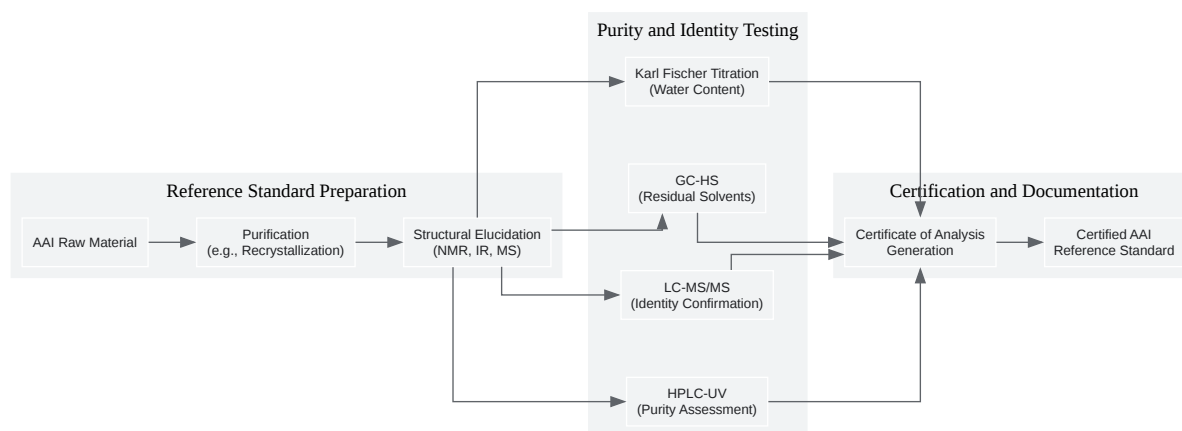 Purity and Identity Testing
Karl Fischer Titration
(Water Content)
GC-HS
(Residual Solvents)
Reference Standard Preparation
Certification and Documentation
AAI Raw Material
Purification
(e.g., Recrystallization)
Structural Elucidation
(NMR, IR, MS)
Certificate of Analysis
Generation
Certified AAI
Reference Standard
LC-MS/MS
(Identity Confirmation)
HPLC-UV
(Purity Assessment)